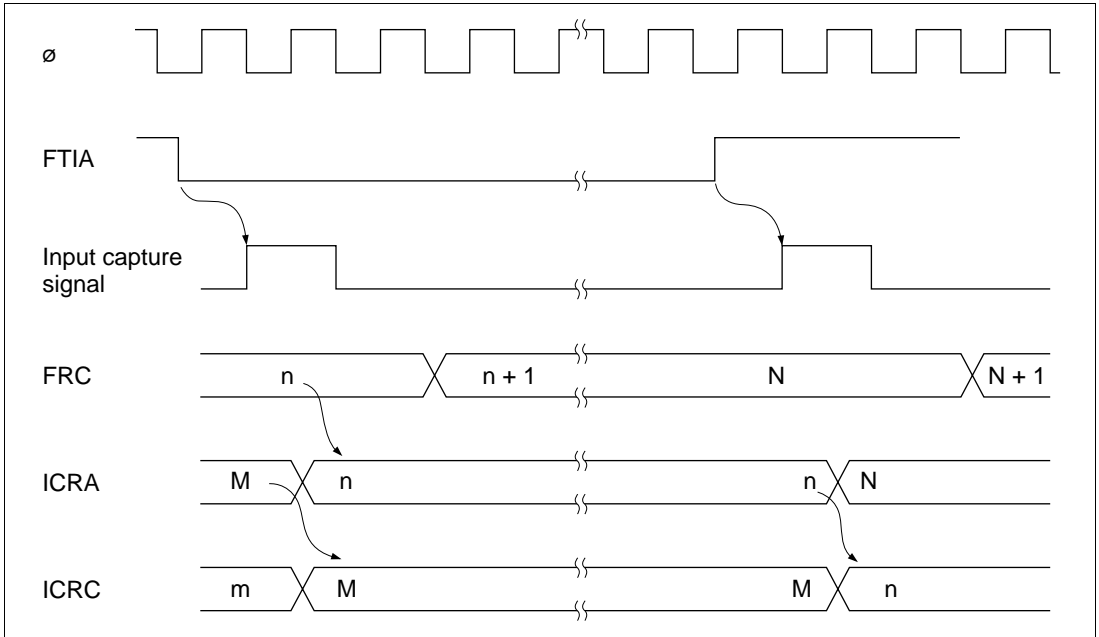 ø
FTIA
Input capture
signal
FRC n n + 1 N N + 1
ICRA M n n N
ICRC m M M n